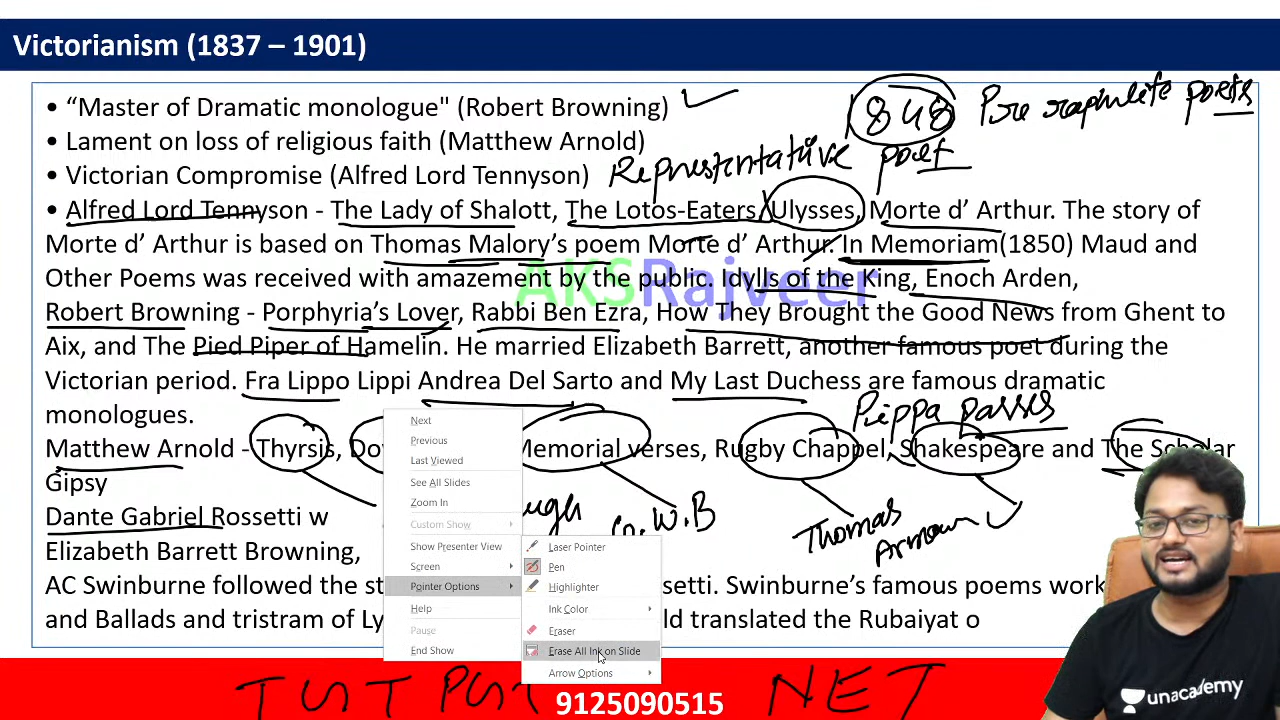 Victorianism (1837 – 1901)
• “Master of Dramatic monologue" (Robert Browning)
848 Pre raphulete poets
• Lament on loss of religious faith (Matthew Arnold)
• Victorian Compromise (Alfred Lord Tennyson) Representative poet
• Alfred Lord Tennyson - The Lady of Shalott, The Lotos-Eaters, Ulysses, Morte d’ Arthur. The story of
Morte d’ Arthur is based on Thomas Malory’s poem Morte d’ Arthur. In Memoriam(1850) Maud and
Other Poems was received with amazement by the public. Idylls of the King, Enoch Arden,
AKSRajveer
Robert Browning - Porphyria’s Lover, Rabbi Ben Ezra, How They Brought the Good News from Ghent to
Aix, and The Pied Piper of Hamelin. He married Elizabeth Barrett, another famous poet during the
Victorian period. Fra Lippo Lippi Andrea Del Sarto and My Last Duchess are famous dramatic
monologues.
Pippa passes
Matthew Arnold - Thyrsis, Do Memorial verses, Rugby Chappel, Shakespeare and The Scholar
Gipsy
Dante Gabriel Rossetti w
ugh
W.B
Thomas
Elizabeth Barrett Browning,
AC Swinburne followed the st setti. Swinburne’s famous poems work
and Ballads and tristram of Ly ld translated the Rubaiyat o
Next
Previous
Last Viewed
See All Slides
Zoom In
Custom Show
Show Presenter View
Screen
Pointer Options
Help
Pause
End Show
Laser Pointer
Pen
Highlighter
Ink Color
Eraser
Erase All Ink on Slide
Arrow Options
TGT PGT 9125090515 NET
unacademy